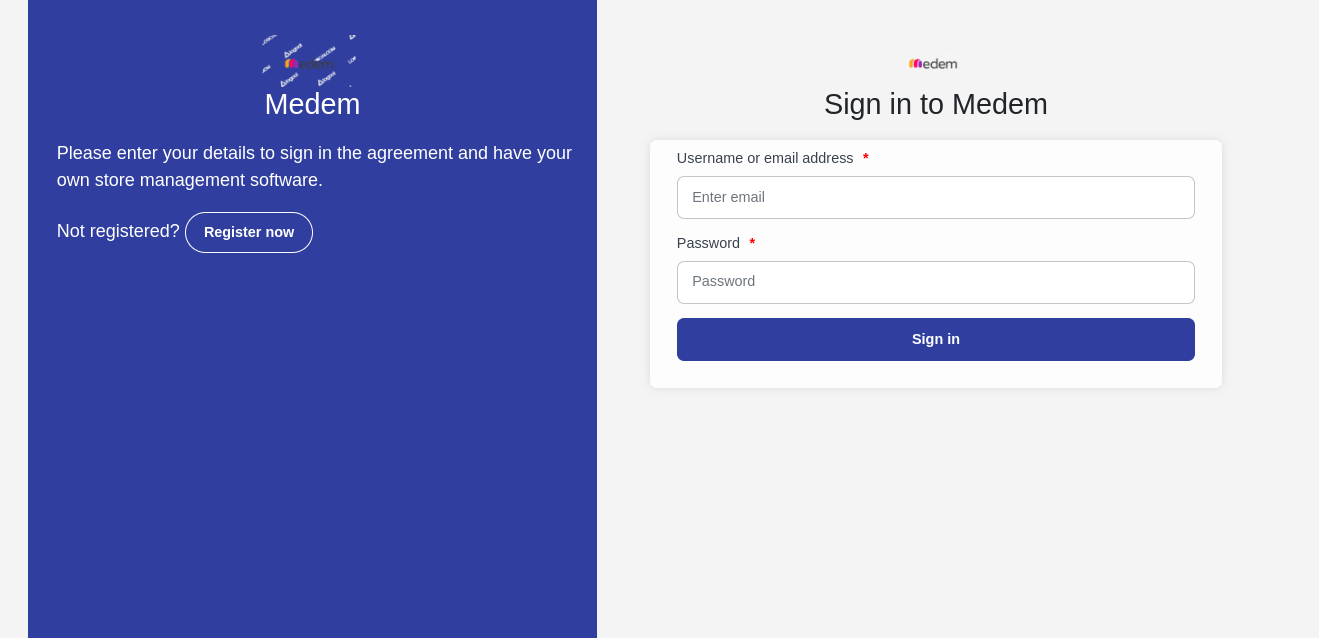 medem
Medem
Please enter your details to sign in the agreement and have your
own store management software.
Not registered? Register now
medem
Sign in to Medem
Username or email address *
Enter email
Password *
Password
Sign in